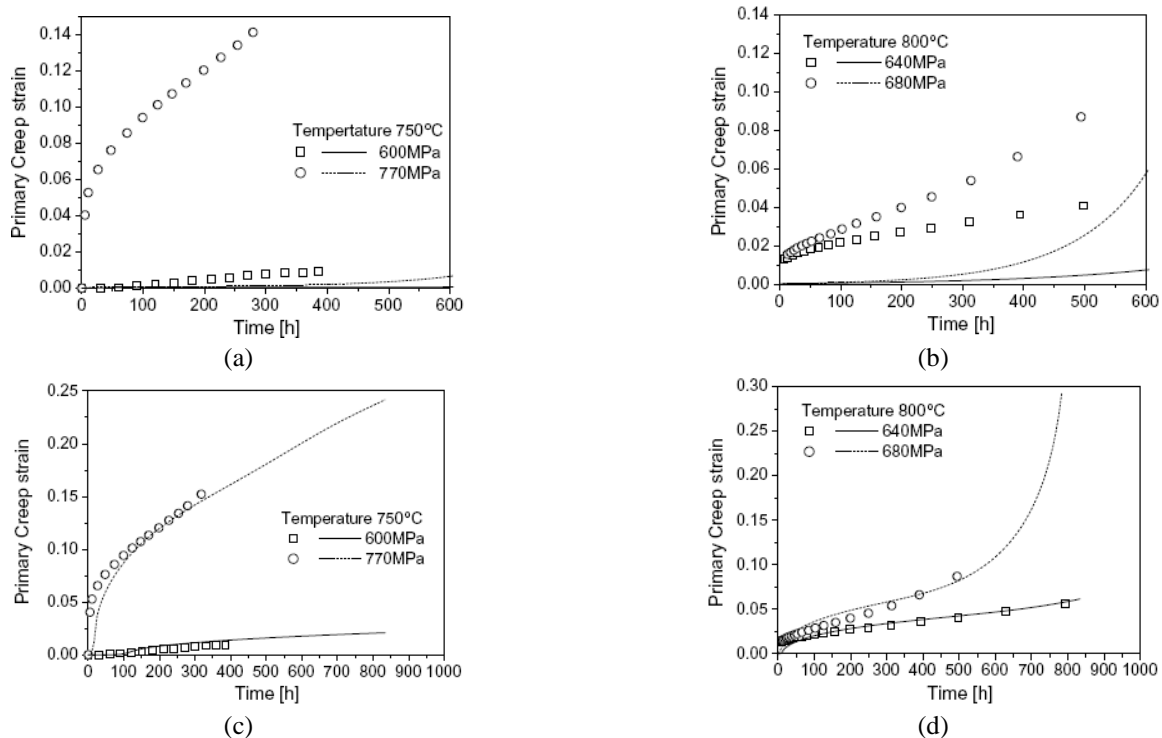 0.14
0.12
0.10
0.08
0.06
0.04
0.02
0.00
Primary Creep strain
Tempertature 750ºC
600MPa
770MPa
0 100 200 300 400 500 600
Time [h]
(a)
0.14
0.12
0.10
0.08
0.06
0.04
0.02
0.00
Primary Creep strain
Temperature 800ºC
640MPa
680MPa
100 200 300 400 500 600
Time [h]
(b)
0.25
0.20
0.15
0.10
0.05
0.00
Primary Creep strain
Temperature 750ºC
600MPa
770MPa
0 100 200 300 400 500 600 700 800 900 1000
Time [h]
(c)
0.30
0.25
0.20
0.15
0.10
0.05
0.00
Primary Creep strain
Temperature 800ºC
640MPa
680MPa
0 100 200 300 400 500 600 700 800 900 1000
Time [h]
(d)